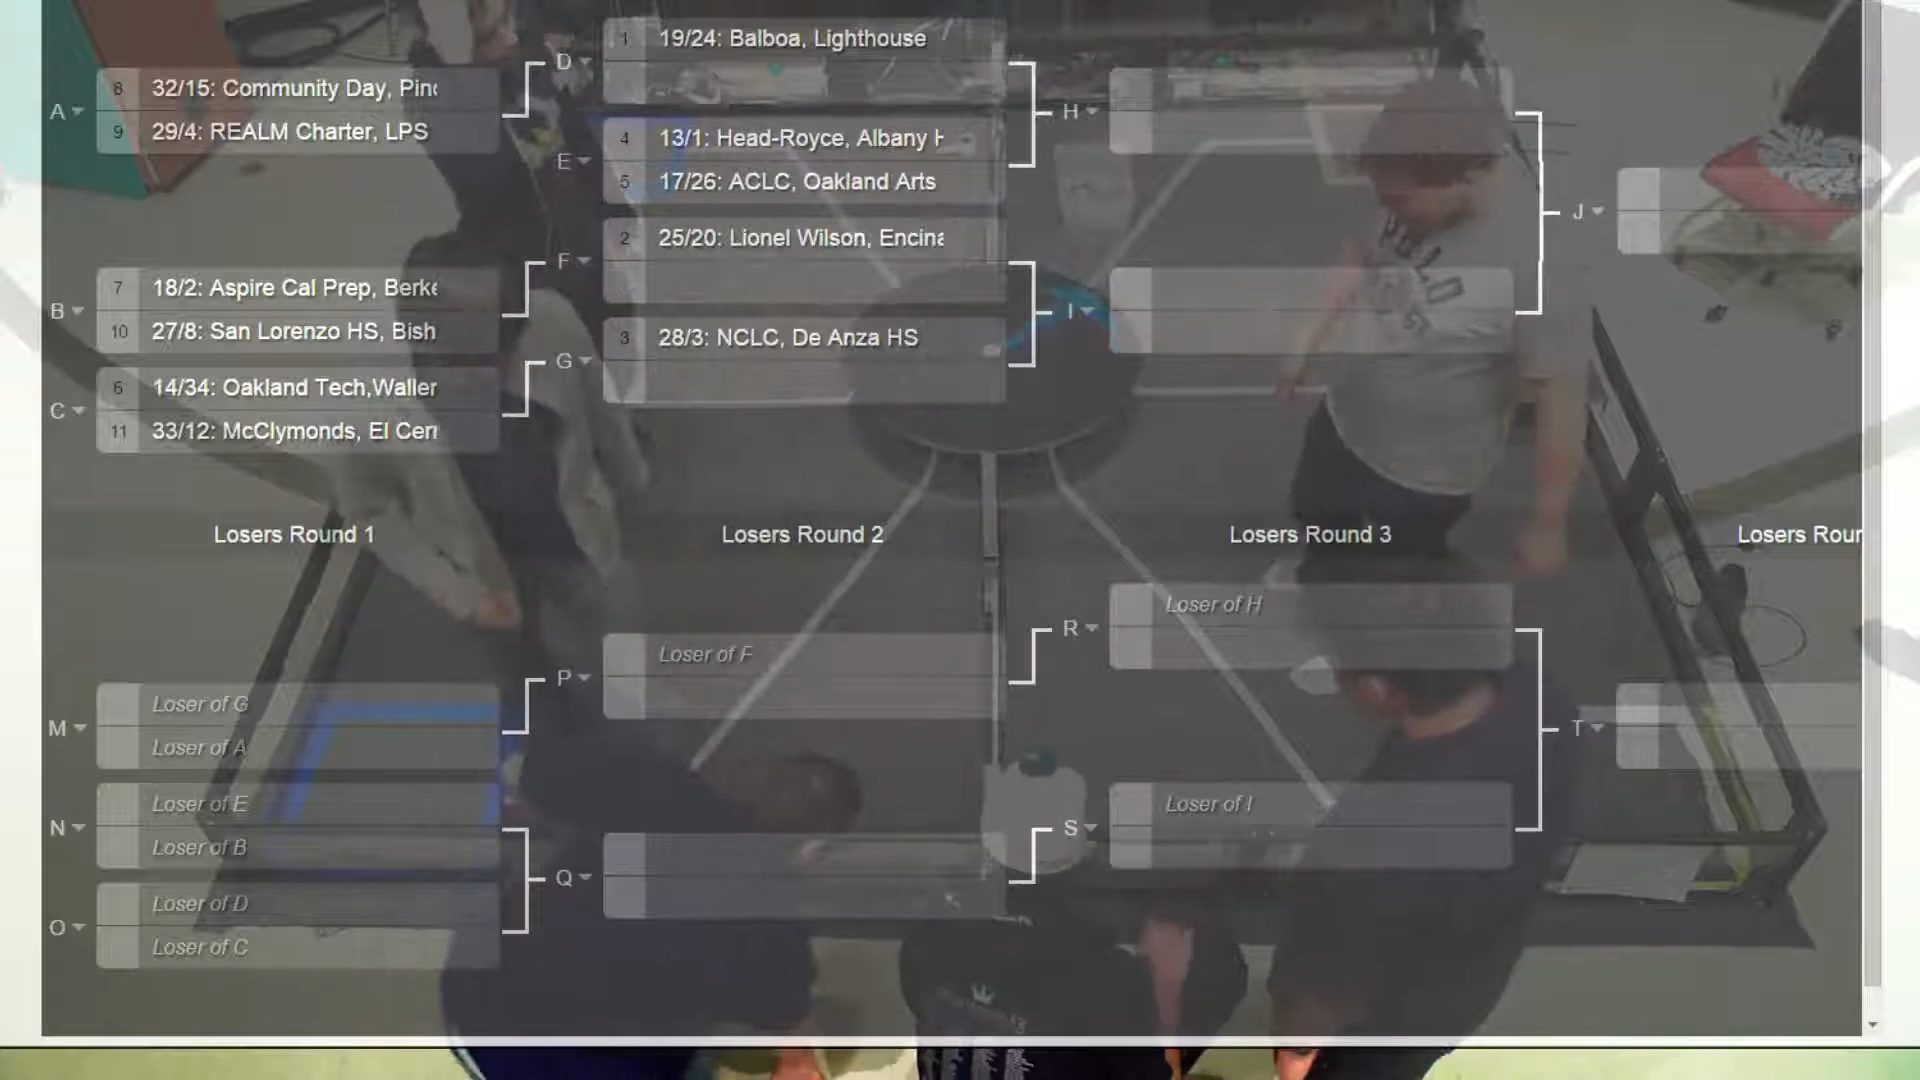 D
1 19/24: Balboa, Lighthouse
A
8 32/15: Community Day, Pin
9 29/4: REALM Charter, LPS
H
E
4 13/1: Head-Royce, Albany H
5 17/26: ACLC, Oakland Arts
J
F
2 25/20: Lionel Wilson, Encina
B
7 18/2: Aspire Cal Prep, Berke
10 27/8: San Lorenzo HS, Bish
I
G
3 28/3: NCLC, De Anza HS
C
6 14/34: Oakland Tech,Waller
11 33/12: McClymonds, El Cerr
Losers Round 1
Losers Round 2
Losers Round 3
Losers Roun
R
Loser of H
P
Loser of F
M
Loser of G
Loser of A
T
N
Loser of E
Loser of B
S
Loser of I
Q
O
Loser of D
Loser of C